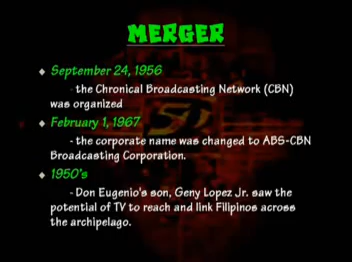 MERGER
◆ September 24, 1956
- the Chronical Broadcasting Network (CBN)
was organized
◆ February 1, 1967
- the corporate name was changed to ABS-CBN
Broadcasting Corporation.
◆ 1950's
- Don Eugenio's son, Geny Lopez Jr. saw the
potential of TV to reach and link Filipinos across
the archipelago.